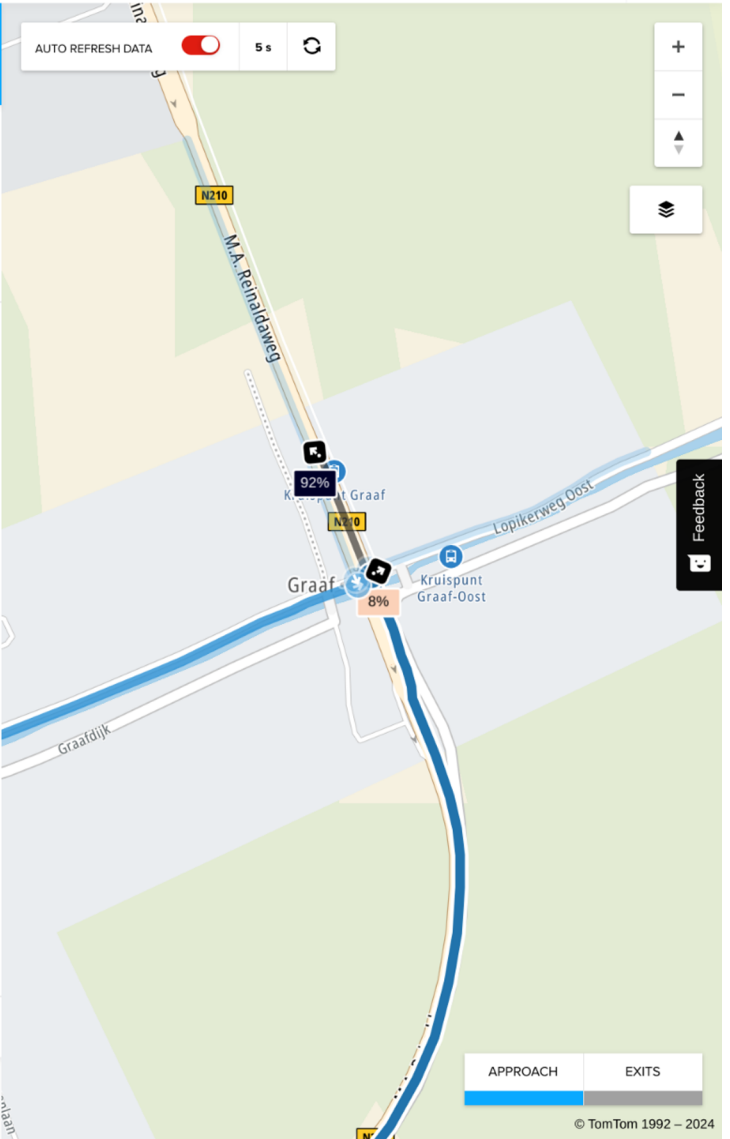 AUTO REFRESH DATA
5 s
N210
M.A. Reinaldaweg
92%
Graaf
N210
Lopikerweg Oost
Graaf
Kruispunt
Graaf-Oost
8%
Graafdijk
Feedback
APPROACH
EXITS
© TomTom 1992 – 2024